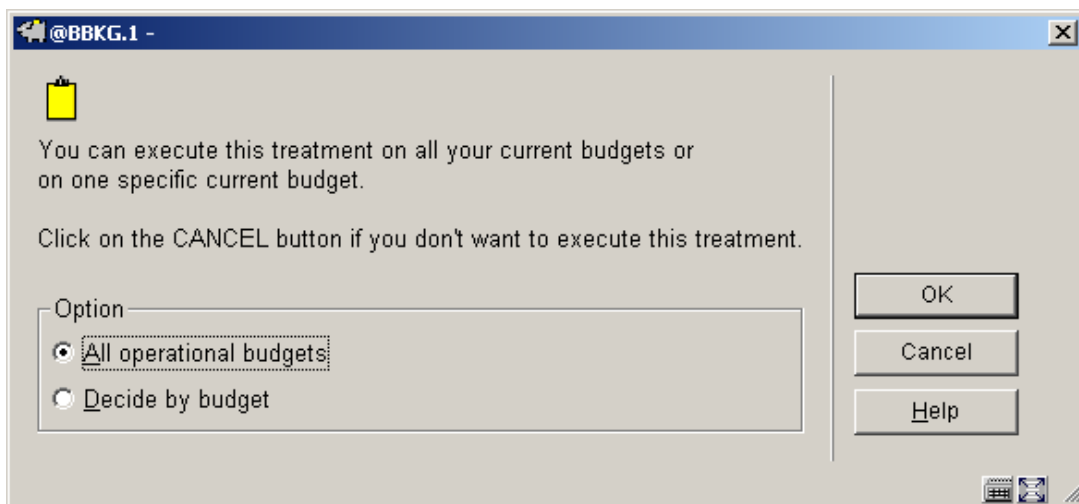 @BBKG.1 -
You can execute this treatment on all your current budgets or
on one specific current budget.
Click on the CANCEL button if you don't want to execute this treatment.
Option
All operational budgets
Decide by budget
OK
Cancel
Help